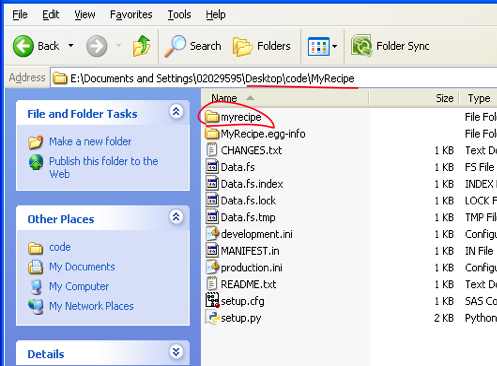 File Edit View Favorites Tools Help
Back Search Folders Folder Sync
Address E:\Documents and Settings\02029595\Desktop\code\MyRecipe
File and Folder Tasks
Make a new folder
Publish this folder to the
Web
Other Places
code
My Documents
My Computer
My Network Places
Details
Name Size Type
myrecipe File Fol
MyRecipe.egg-info File Fol
CHANGES.txt 1 KB Text D
Data.fs 1 KB FS File
Data.fs.index 1 KB INDEX
Data.fs.lock 1 KB LOCK F
Data.fs.tmp 1 KB TMP Fil
development.ini 1 KB Configu
MANIFEST.in 1 KB IN File
production.ini 1 KB Configu
README.txt 1 KB Text D
setup.cfg 1 KB SAS Co
setup.py 2 KB Python